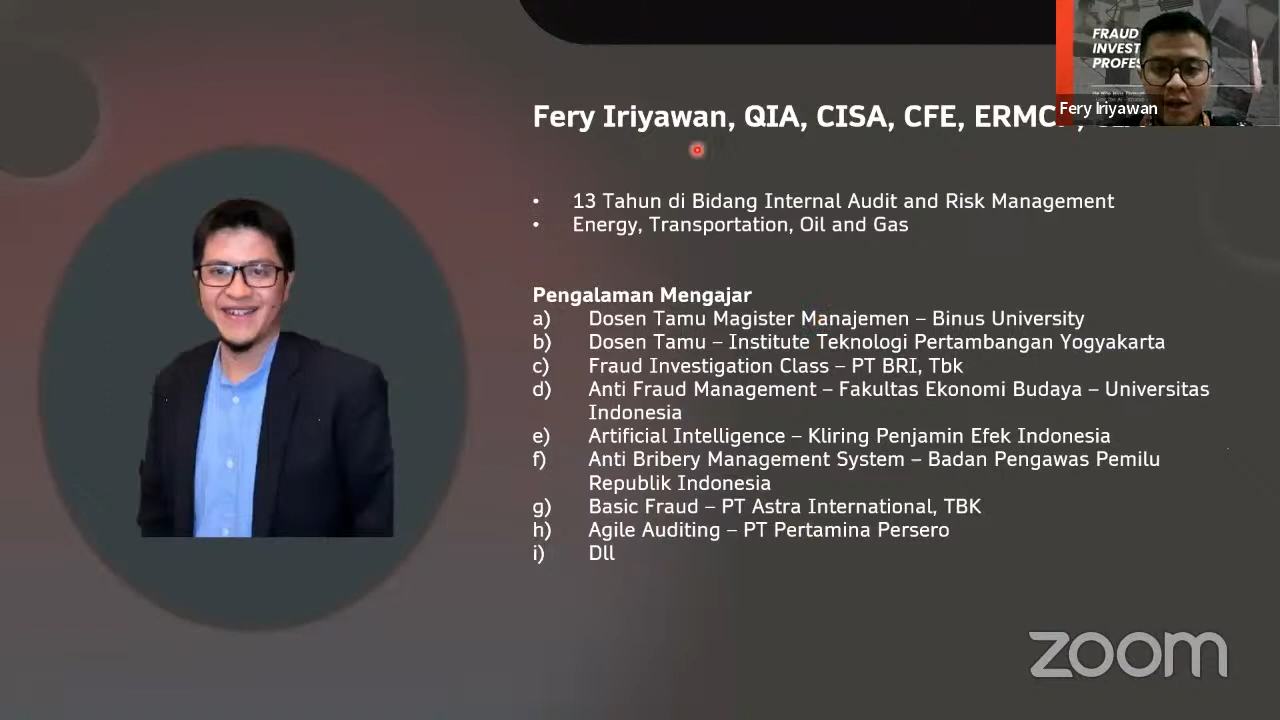 Fery Iriyawan, QIA, CISA, CFE, ERMCP,
13 Tahun di Bidang Internal Audit and Risk Management
Energy, Transportation, Oil and Gas
Pengalaman Mengajar
a) Dosen Tamu Magister Manajemen – Binus University
b) Dosen Tamu – Institute Teknologi Pertambangan Yogyakarta
c) Fraud Investigation Class – PT BRI, Tbk
d) Anti Fraud Management – Fakultas Ekonomi Budaya – Universitas
Indonesia
e) Artificial Intelligence – Kliring Penjamin Efek Indonesia
f) Anti Bribery Management System – Badan Pengawas Pemilu
Republik Indonesia
g) Basic Fraud – PT Astra International, TBK
h) Agile Auditing – PT Pertamina Persero
i) Dll
FRAUD
INVEST
PROFES
Fery Iriyawan
zoom